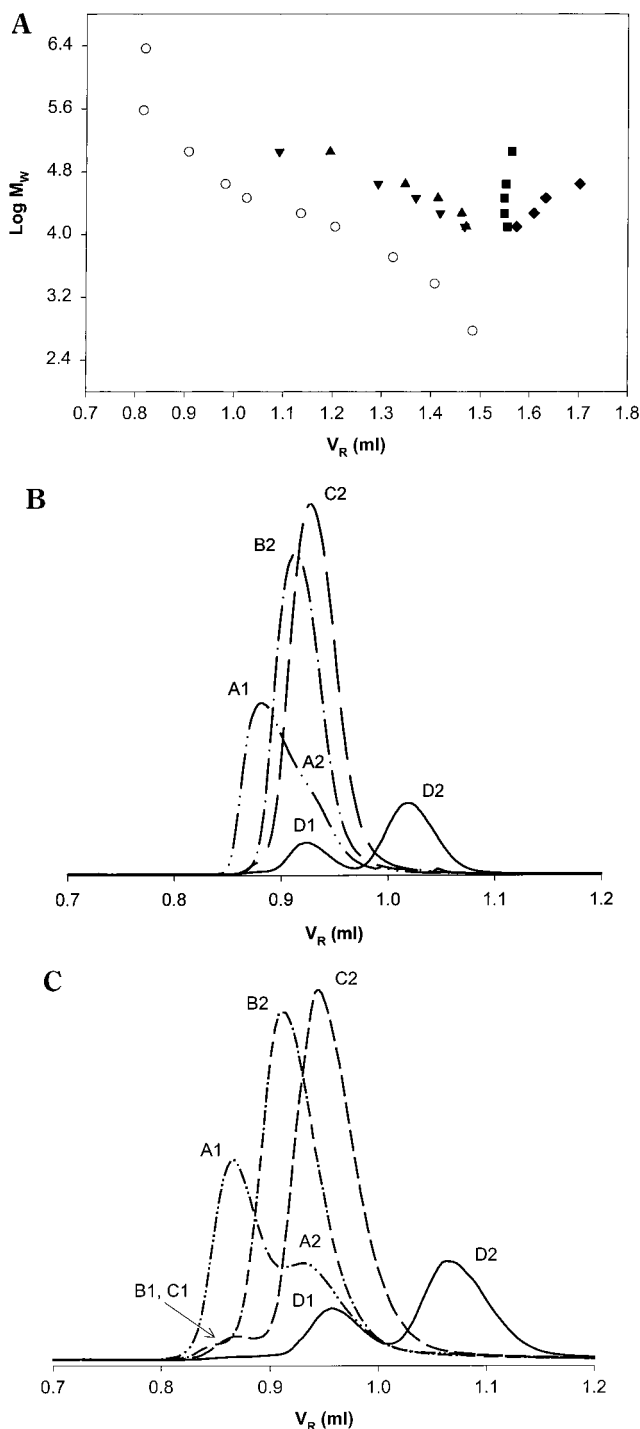 A
Log M_W
6.4
5.6
4.8
4.0
3.2
2.4
0.7 0.8 0.9 1.0 1.1 1.2 1.3 1.4 1.5 1.6 1.7 1.8
V_R (ml)
B
C2
B2
A1
A2
D1
D2
0.7 0.8 0.9 1.0 1.1 1.2
V_R (ml)
C
C2
B2
A1
A2
D2
D1
B1, C1
0.7 0.8 0.9 1.0 1.1 1.2
V_R (ml)